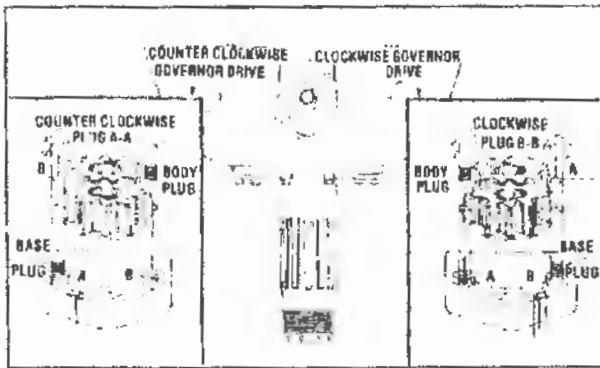 COUNTER CLOCKWISE
GOVERNOR DRIVE
CLOCKWISE GOVERNOR
DRIVE
COUNTER CLOCKWISE
PLUG A-A
B
BODY
PLUG
BASE
PLUG
A
B
CLOCKWISE
PLUG B-B
BODY
PLUG
A
BASE
PLUG
A
B